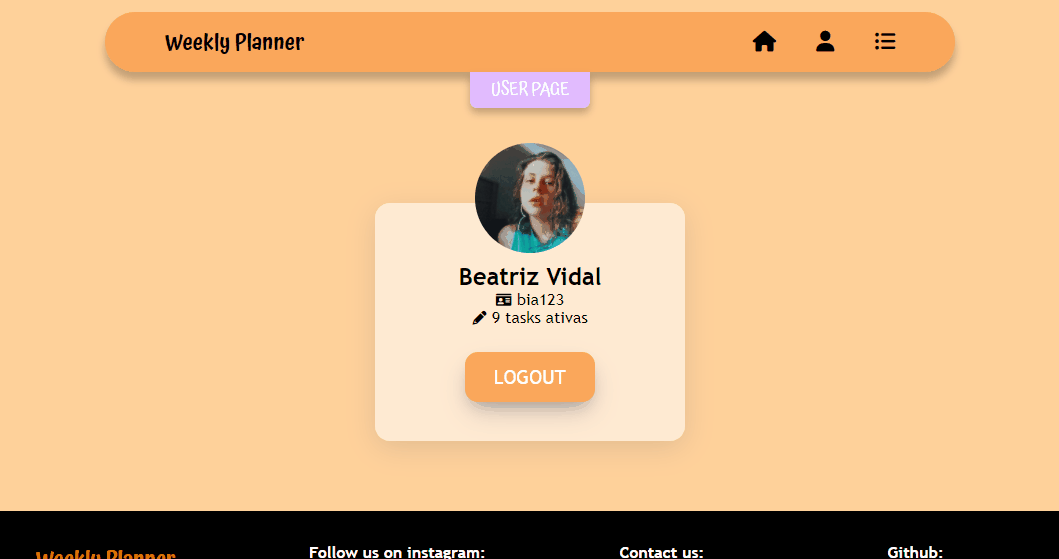 Weekly Planner
USER PAGE
Beatriz Vidal
bia123
9 tasks ativas
LOGOUT
Weekly Planner
Follow us on instagram:
Contact us:
Github: